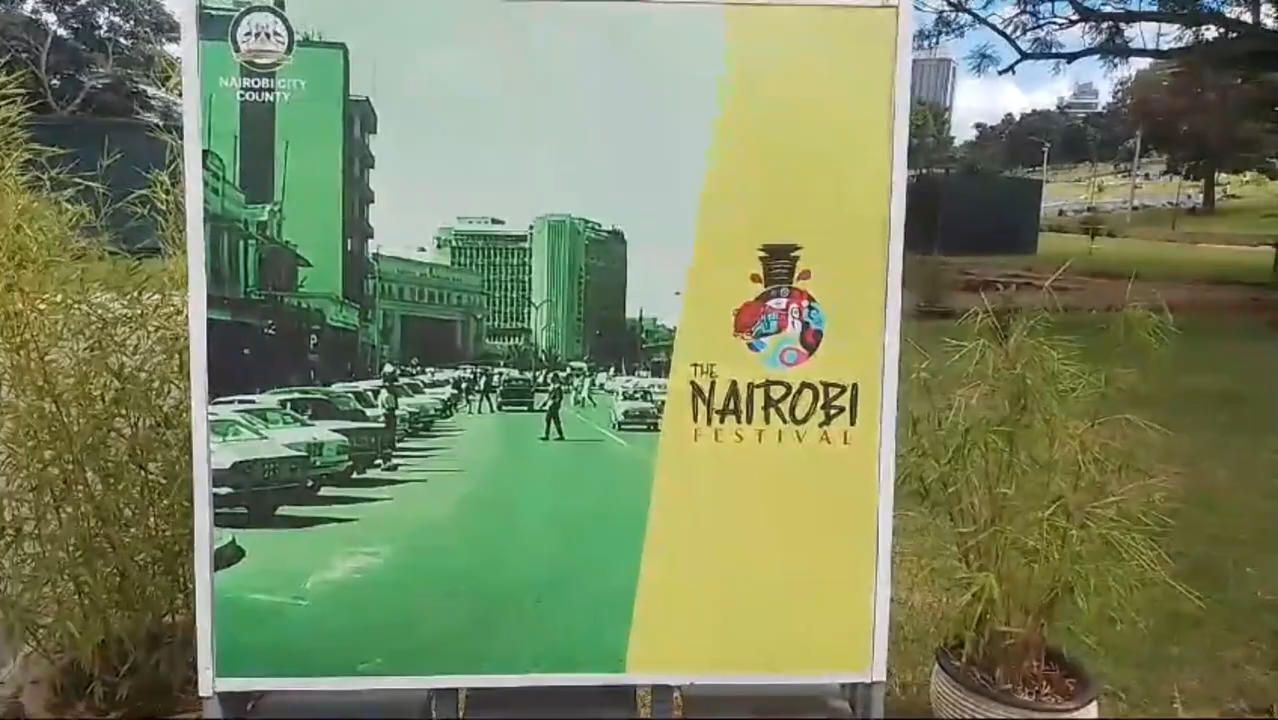 NAIROBI CITY
COUNTY
P
THE
NAIROBI
FESTIVAL